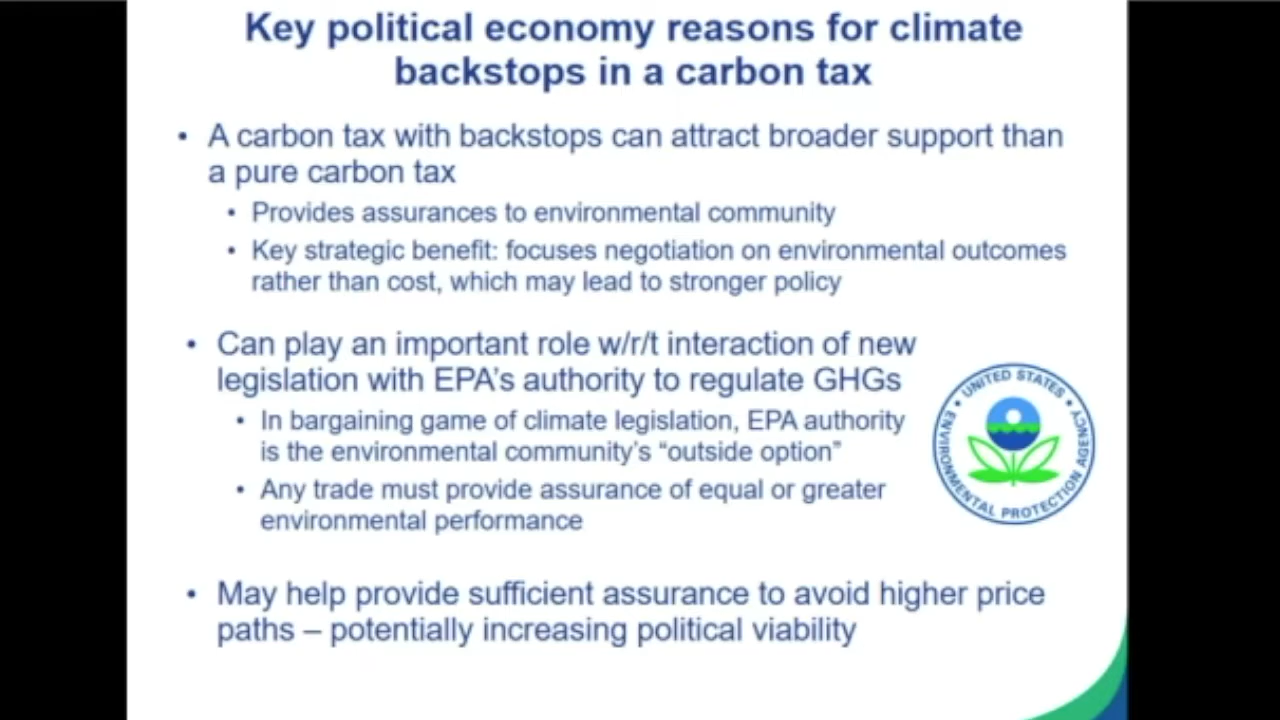 Key political economy reasons for climate
backstops in a carbon tax
• A carbon tax with backstops can attract broader support than
a pure carbon tax
• Provides assurances to environmental community
• Key strategic benefit: focuses negotiation on environmental outcomes
rather than cost, which may lead to stronger policy
• Can play an important role w/r/t interaction of new
legislation with EPA’s authority to regulate GHGs
• In bargaining game of climate legislation, EPA authority
is the environmental community’s “outside option”
• Any trade must provide assurance of equal or greater
environmental performance
UNITED STATES • ENVIRONMENTAL PROTECTION AGENCY •
• May help provide sufficient assurance to avoid higher price
paths – potentially increasing political viability